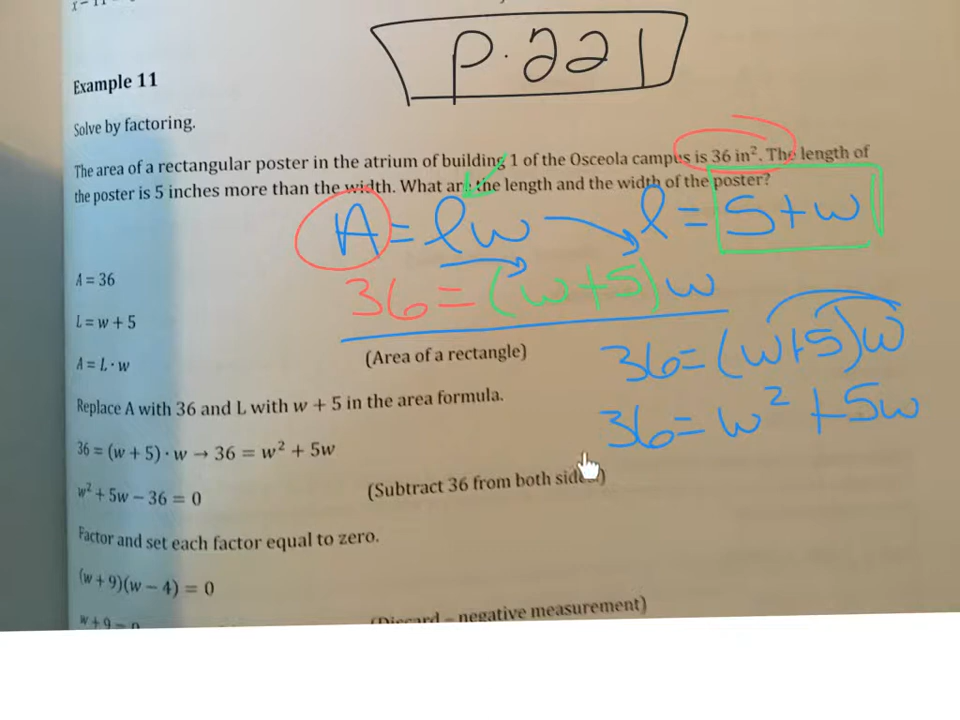 x - 11
P. 221
Example 11
Solve by factoring.
The area of a rectangular poster in the atrium of building 1 of the Osceola campus is 36 in². The length of
the poster is 5 inches more than the width. What are the length and the width of the poster?
A = lw l = 5+w
A = 36
36 = (w+5)w
L = w + 5
(Area of a rectangle)
36 = (w+5)w
A = L · w
Replace A with 36 and L with w + 5 in the area formula.
36 = w² + 5w
36 = (w + 5) · w → 36 = w² + 5w
w² + 5w − 36 = 0 (Subtract 36 from both sides)
Factor and set each factor equal to zero.
(w + 9)(w − 4) = 0
w + 9 = 0 (Discard – negative measurement)